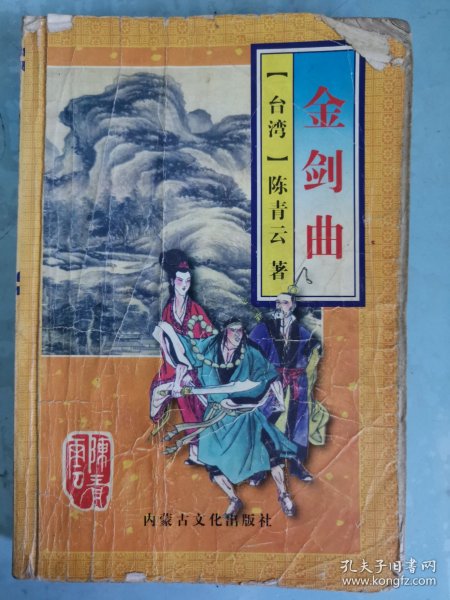 金剑曲
【台湾】陈青云 著
陳青雲
内蒙古文化出版社
孔夫子旧书网
www.kongfz.com